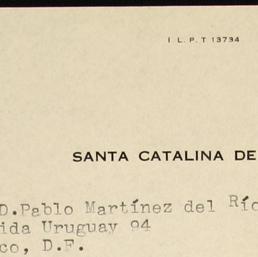 I L. P. T 13734
SANTA CATALINA DE
D.Pablo Martínez del Río
ida Uruguay 94
co, D.F.